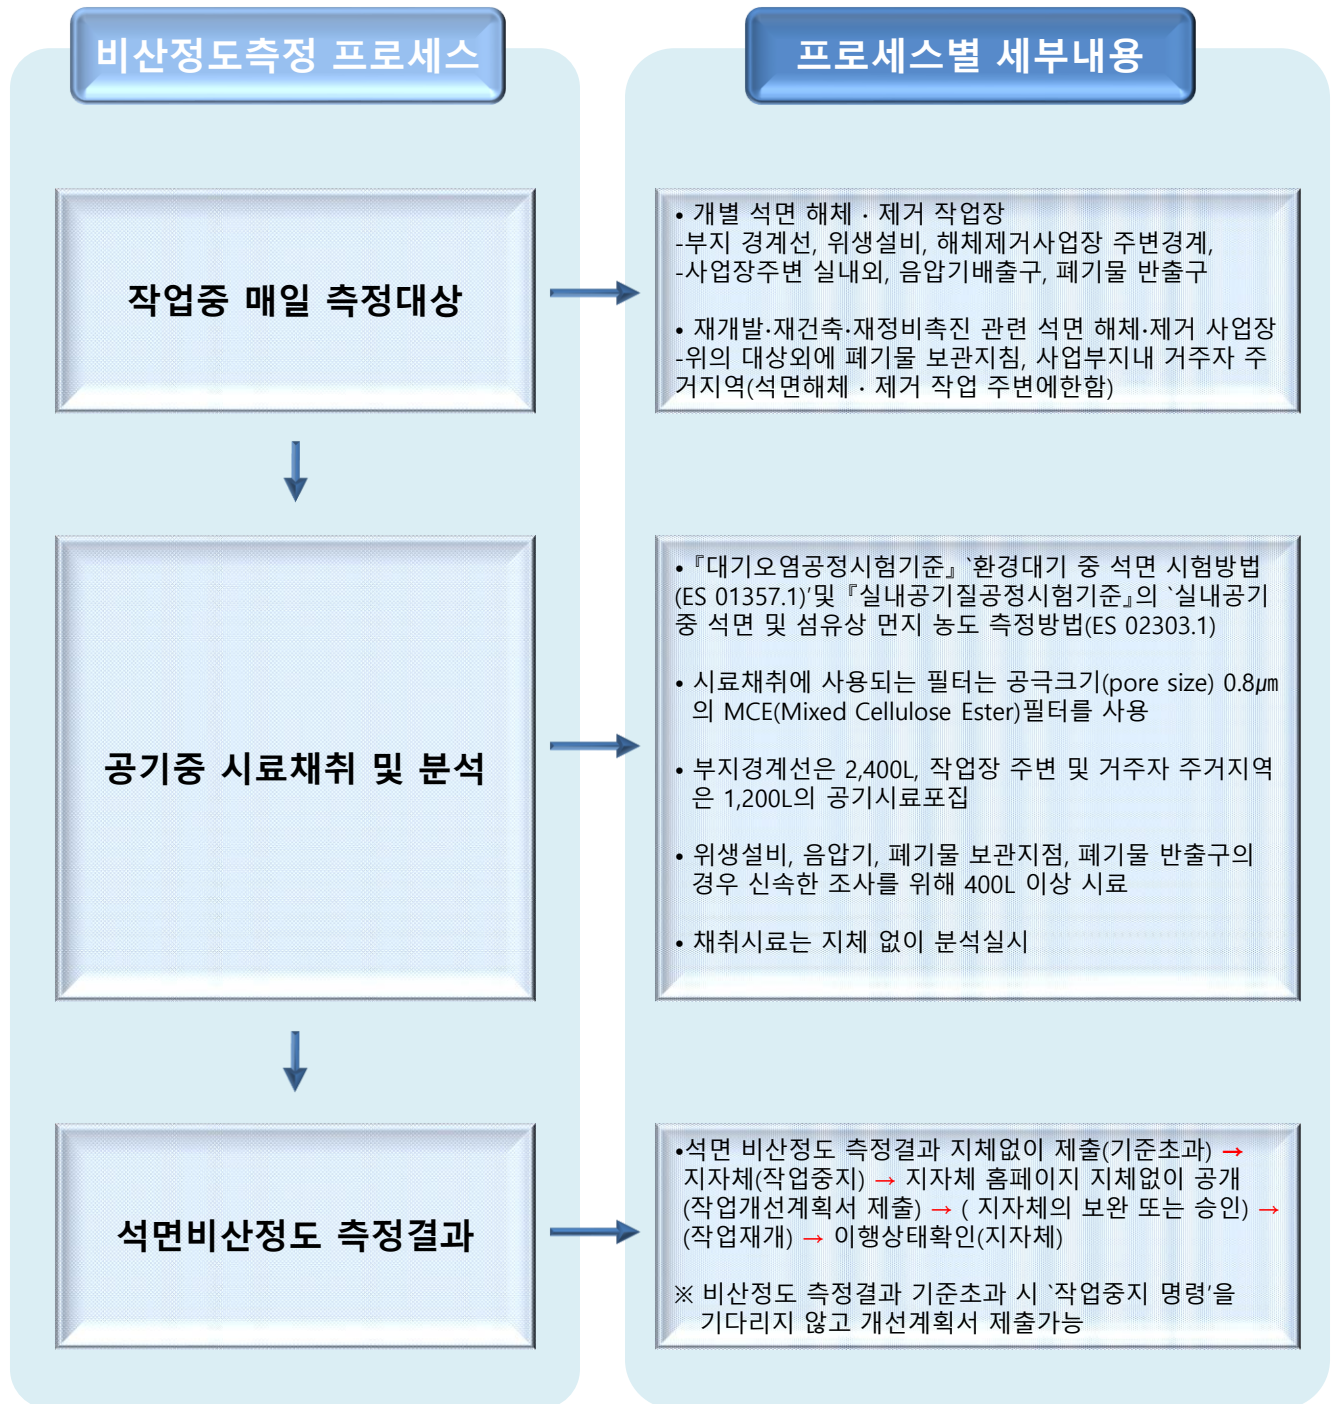 비산정도측정 프로세스
프로세스별 세부내용
작업중 매일 측정대상
• 개별 석면 해체 · 제거 작업장
-부지 경계선, 위생설비, 해체제거사업장 주변경계,
-사업장주변 실내외, 음압기배출구, 폐기물 반출구
• 재개발·재건축·재정비촉진 관련 석면 해체·제거 사업장
-위의 대상외에 폐기물 보관지침, 사업부지내 거주자 주
거지역(석면해체 · 제거 작업 주변에한함)
공기중 시료채취 및 분석
•『대기오염공정시험기준』 `환경대기 중 석면 시험방법
(ES 01357.1)'및 『실내공기질공정시험기준』의 `실내공기
중 석면 및 섬유상 먼지 농도 측정방법(ES 02303.1)
• 시료채취에 사용되는 필터는 공극크기(pore size) 0.8㎛
의 MCE(Mixed Cellulose Ester)필터를 사용
• 부지경계선은 2,400L, 작업장 주변 및 거주자 주거지역
은 1,200L의 공기시료포집
• 위생설비, 음압기, 폐기물 보관지점, 폐기물 반출구의
경우 신속한 조사를 위해 400L 이상 시료
• 채취시료는 지체 없이 분석실시
석면비산정도 측정결과
•석면 비산정도 측정결과 지체없이 제출(기준초과) →
지자체(작업중지) → 지자체 홈페이지 지체없이 공개
(작업개선계획서 제출) → ( 지자체의 보완 또는 승인) →
(작업재개) → 이행상태확인(지자체)
※ 비산정도 측정결과 기준초과 시 `작업중지 명령'을
기다리지 않고 개선계획서 제출가능